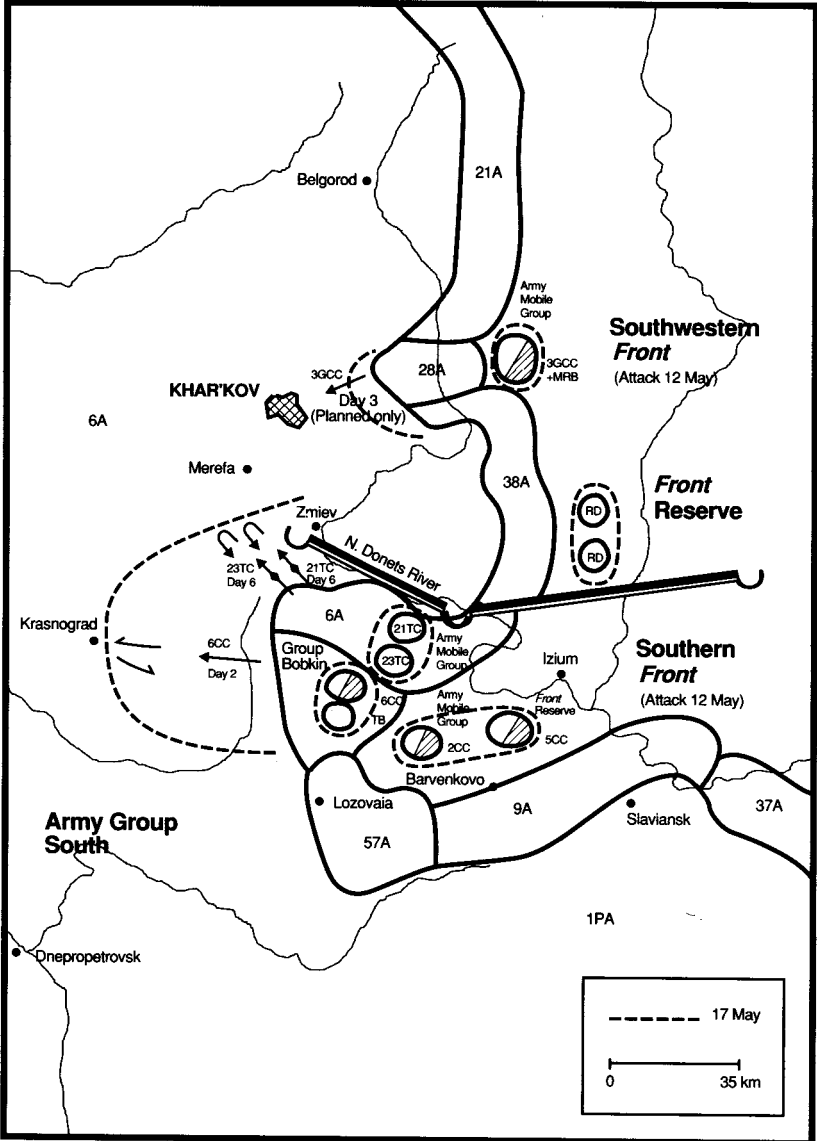 21A
Belgorod
Army
Mobile
Group
Southwestern
Front
(Attack 12 May)
28A
3GCC
+MRB
3GCC
Day 3
(Planned only)
KHAR'KOV
6A
Merefa
38A
Front
Reserve
RD
RD
Zmiev
N. Donets River
23TC
Day 6
21TC
Day 6
6A
21TC
23TC
Army
Mobile
Group
Krasnograd
6CC
Day 2
Group
Bobkin
6CC
TB
Izium
Southern
Front
(Attack 12 May)
Army
Mobile
Group
Front
Reserve
2CC
5CC
Barvenkovo
Lozovaia
9A
Slaviansk
37A
57A
Army Group
South
1PA
Dnepropetrovsk
17 May
0 35 km